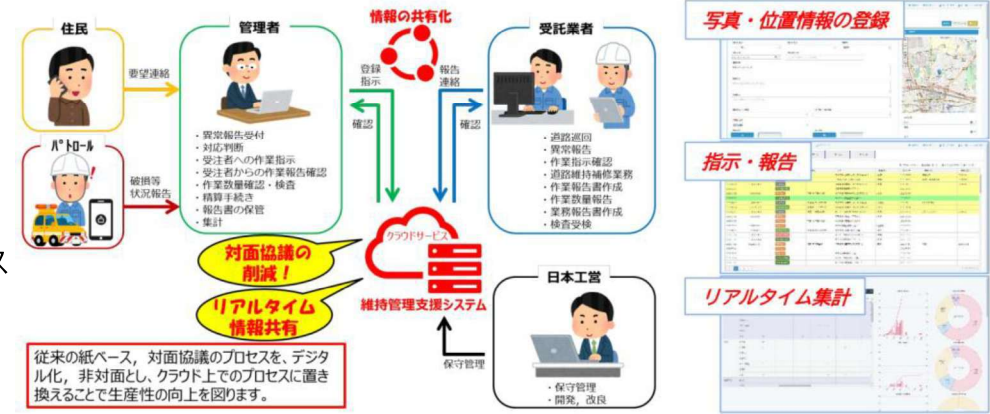 住民
要望連絡
パトロール
破損等
状況報告
管理者
・異常報告受付
・対応判断
・受注者への作業指示
・受注者からの作業報告確認
・作業数量確認・検査
・精算手続き
・報告書の保管
・集計
情報の共有化
登録
指示
報告
連絡
確認
確認
受託業者
・道路巡回
・異常報告
・作業指示確認
・道路維持補修業務
・作業報告書作成
・作業数量報告
・業務報告書作成
・検査受検
クラウドサービス
維持管理支援システム
対面協議の
削減!
リアルタイム
情報共有
ス
日本工営
保守管理
・保守管理
・開発,改良
従来の紙ベース,対面協議のプロセスを、デジタ
ル化,非対面とし、クラウド上でのプロセスに置き
換えることで生産性の向上を図ります。
写真・位置情報の登録
指示・報告
リアルタイム集計